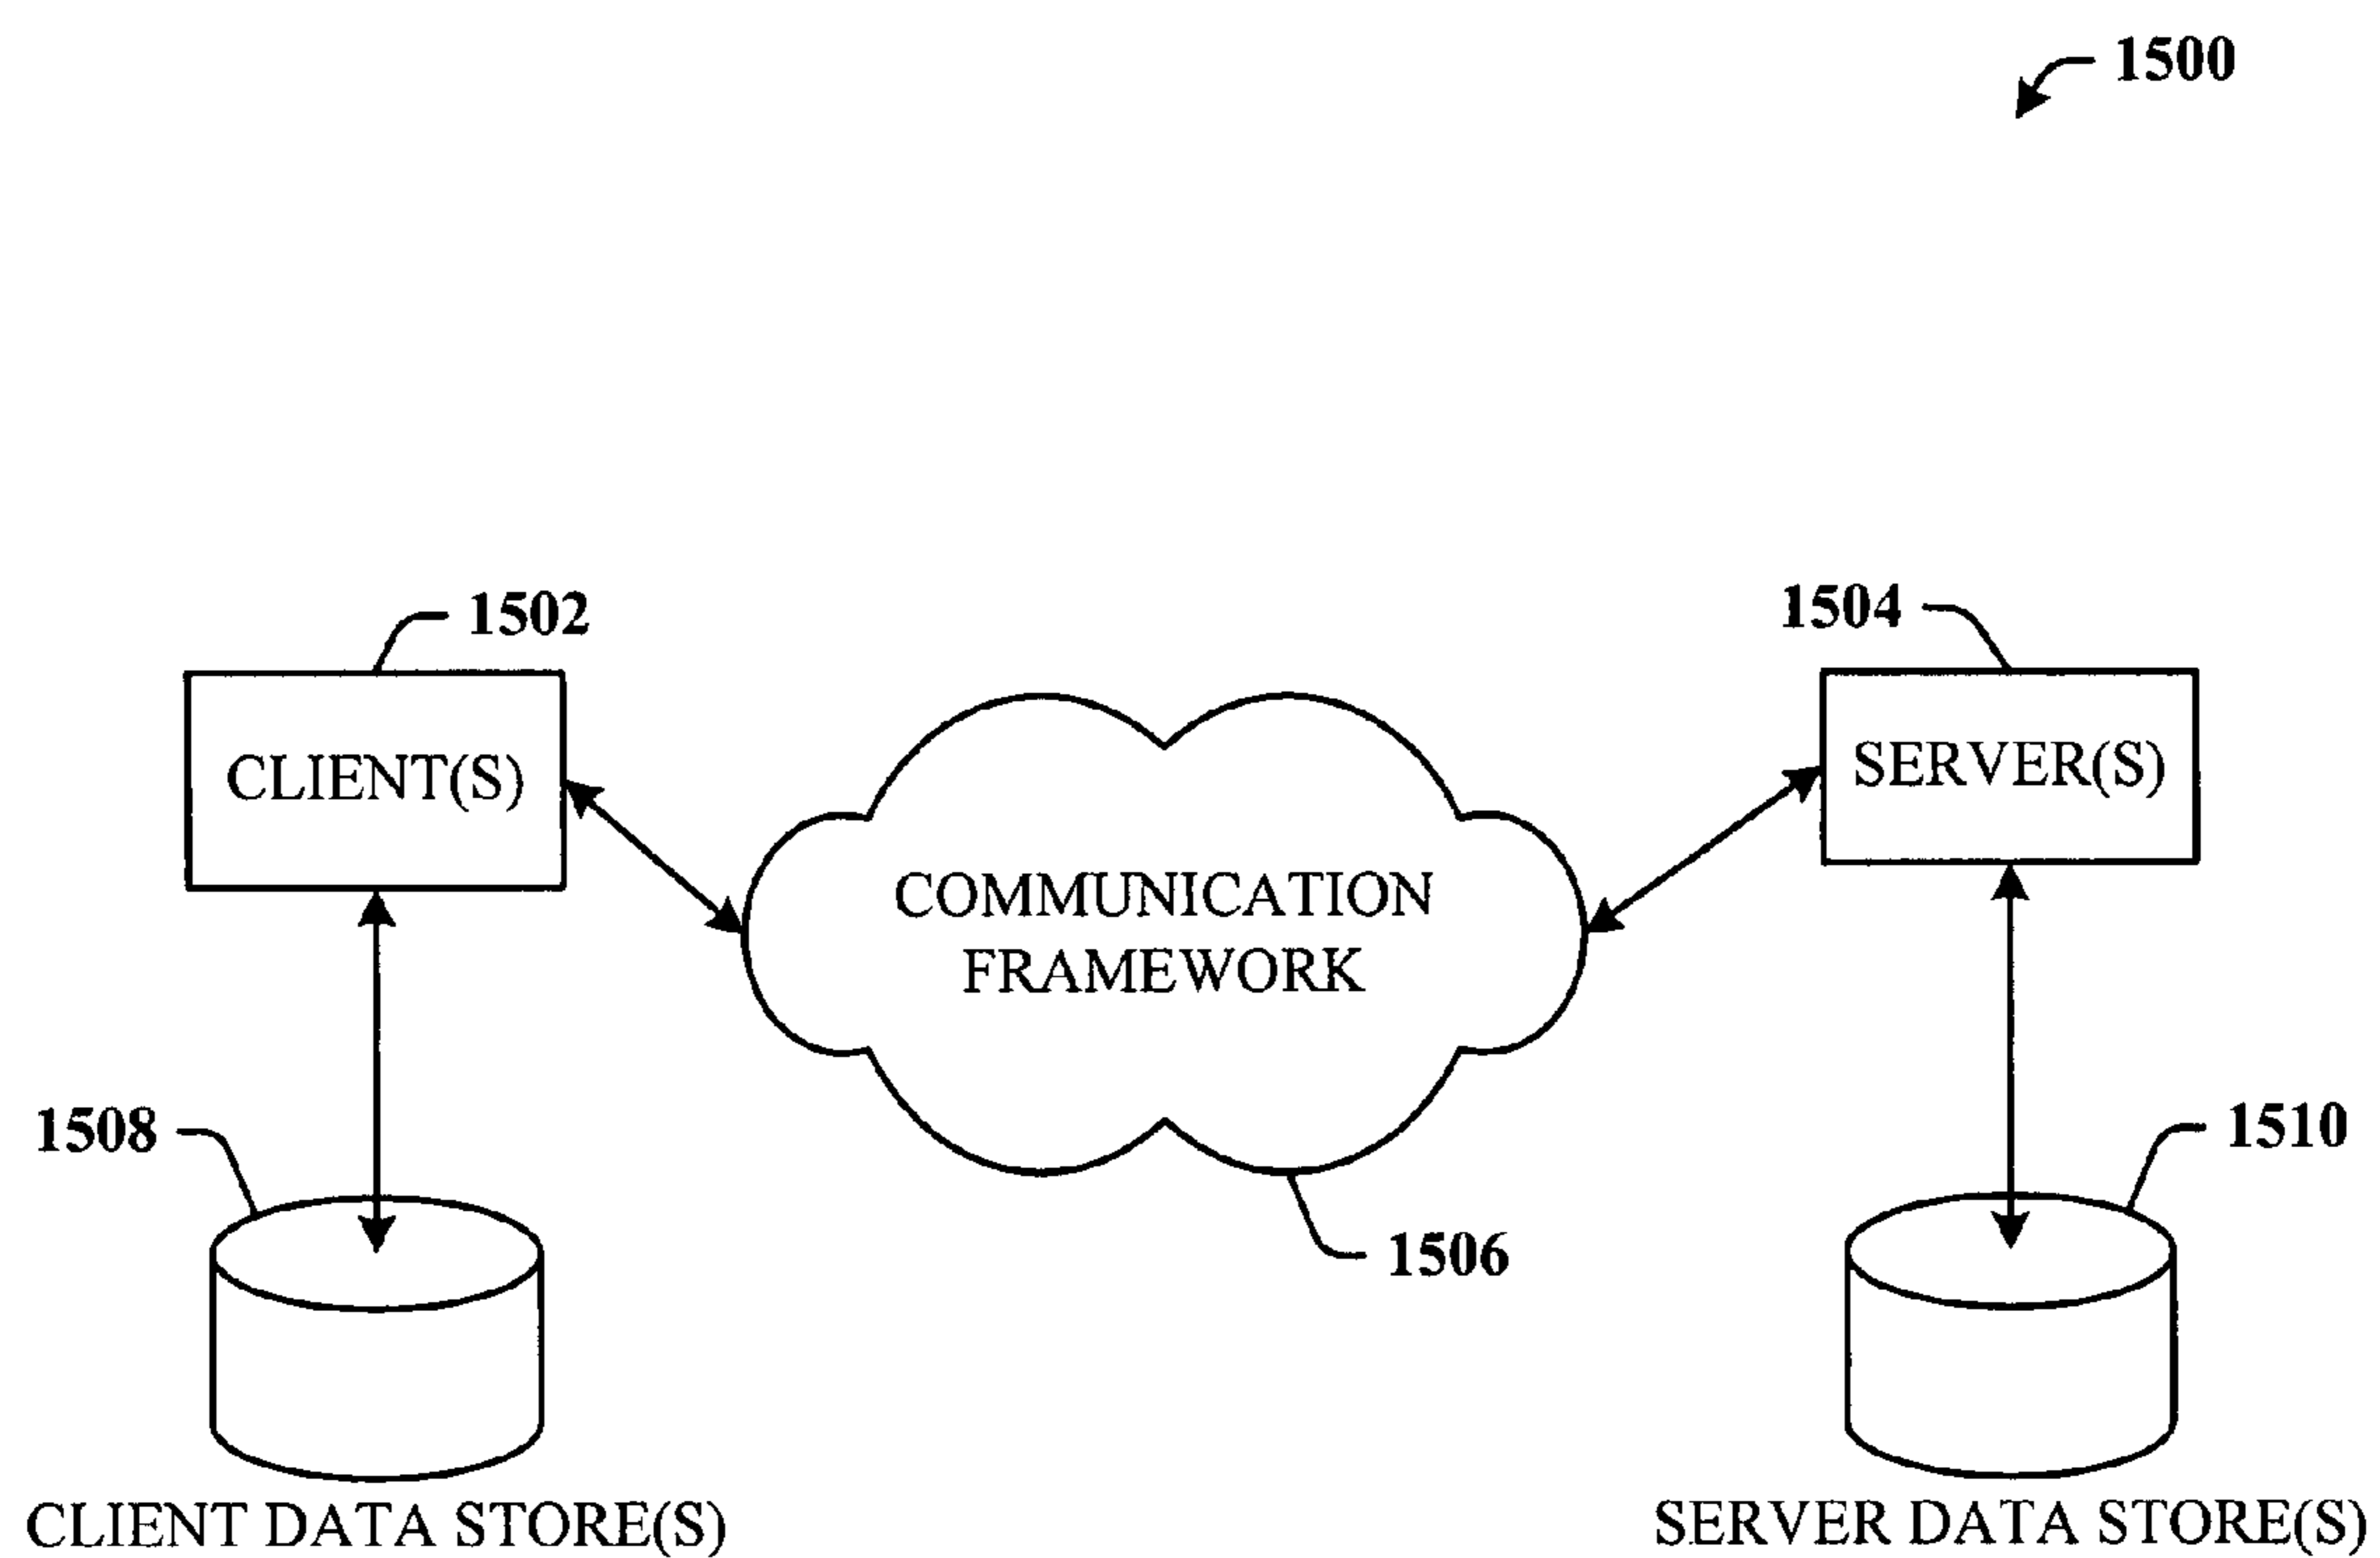 1500
1502
1504
CLIENT(S)
SERVER(S)
COMMUNICATION
FRAMEWORK
1508
1510
1506
CLIENT DATA STORE(S)
SERVER DATA STORE(S)